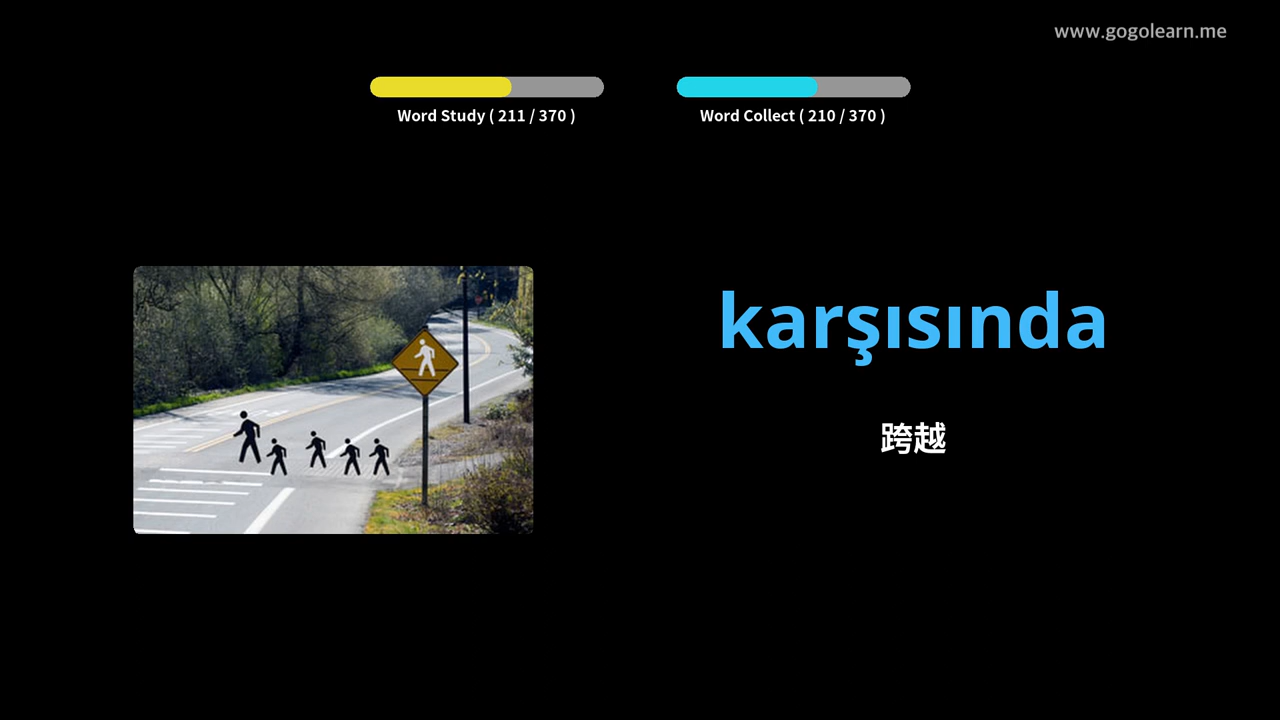 www.gogolearn.me
Word Study ( 211 / 370 )
Word Collect ( 210 / 370 )
karşısında
跨越